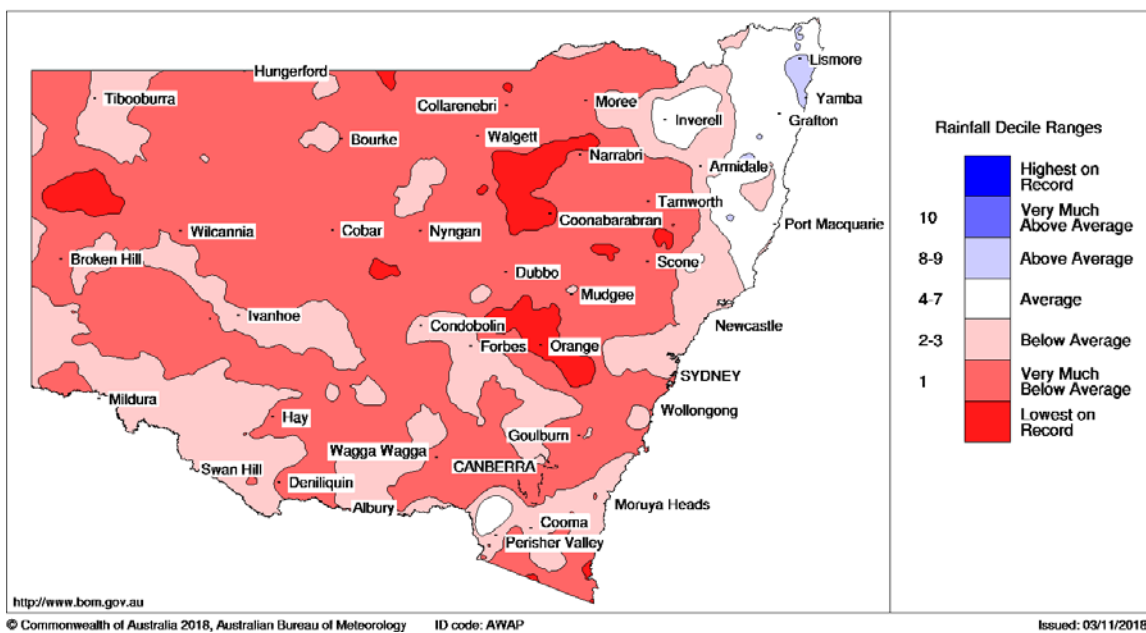 Hungerford
Tibooburra
Collarenebri
Moree
Lismore
Yamba
Inverell
Grafton
Bourke
Walgett
Narrabri
Armidale
Tamworth
Coonabarabran
Port Macquarie
Wilcannia
Cobar
Nyngan
Broken Hill
Dubbo
Scone
Mudgee
Ivanhoe
Condobolin
Newcastle
Forbes
Orange
SYDNEY
Mildura
Hay
Wollongong
Goulburn
Wagga Wagga
CANBERRA
Swan Hill
Deniliquin
Albury
Moruya Heads
Cooma
Perisher Valley
Rainfall Decile Ranges
Highest on
Record
10 Very Much
Above Average
8-9 Above Average
4-7 Average
2-3 Below Average
1 Very Much
Below Average
Lowest on
Record
http://www.bom.gov.au
© Commonwealth of Australia 2018, Australian Bureau of Meteorology ID code: AWAP Issued: 03/11/2018